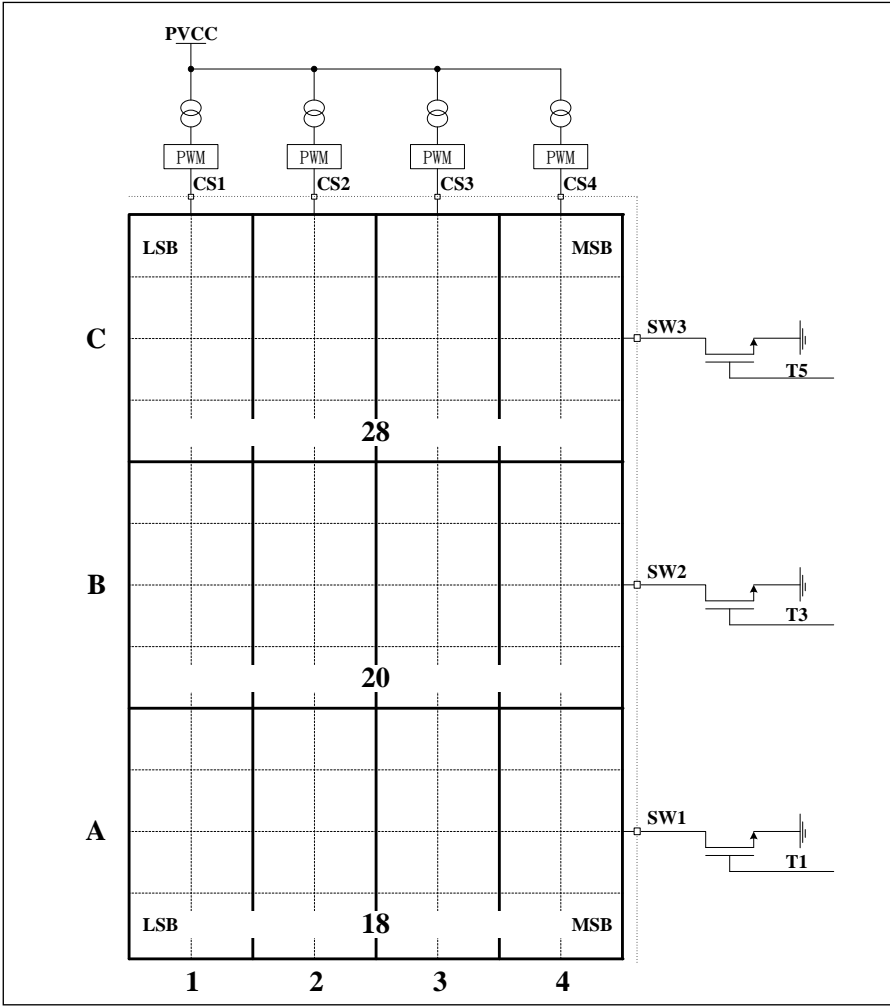 PVCC
PWM PWM PWM PWM
CS1 CS2 CS3 CS4
LSB MSB
C SW3
T5
28
B SW2
T3
20
A SW1
T1
LSB 18 MSB
1 2 3 4